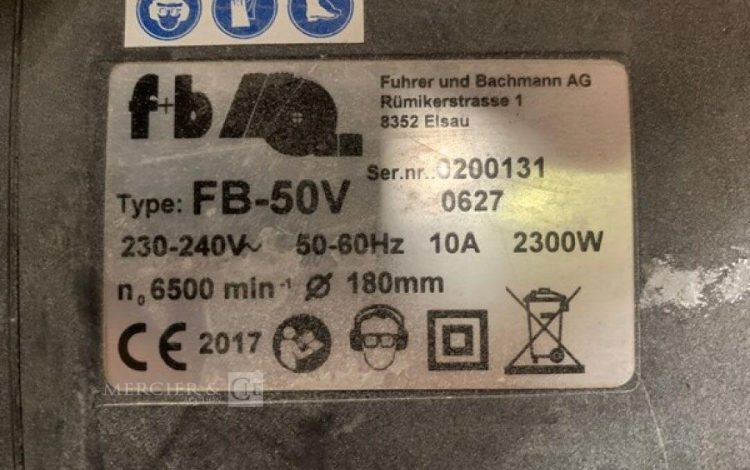 f+b
Fuhrer und Bachmann AG
Rümikerstrasse 1
8352 Elsau
Ser.nr. 0200131
Type: FB-50V 0627
230-240V~ 50-60Hz 10A 2300W
n₀ 6500 min⁻¹ Ø 180mm
CE 2017
MERCIER & Cie